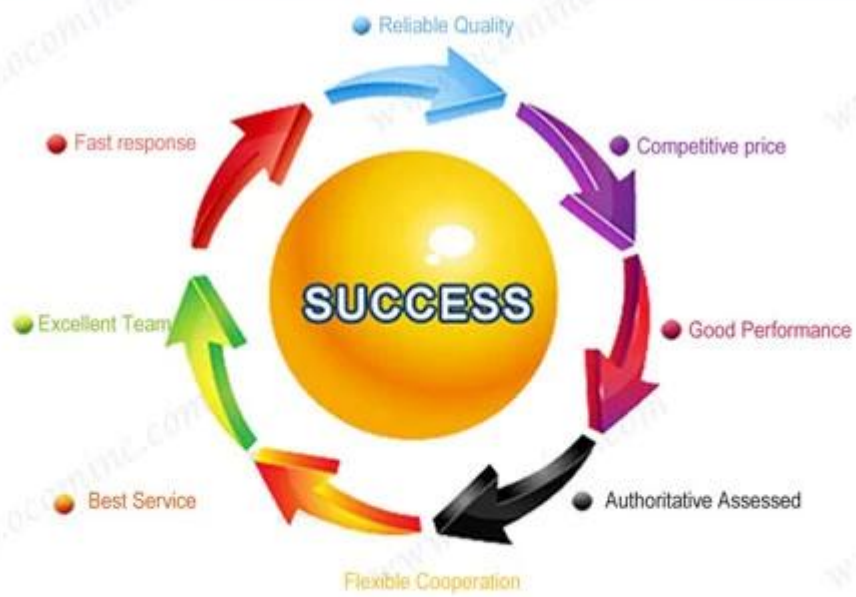 Reliable Quality
Fast response
Competitive price
SUCCESS
Excellent Team
Good Performance
Best Service
Authoritative Assessed
Flexible Cooperation